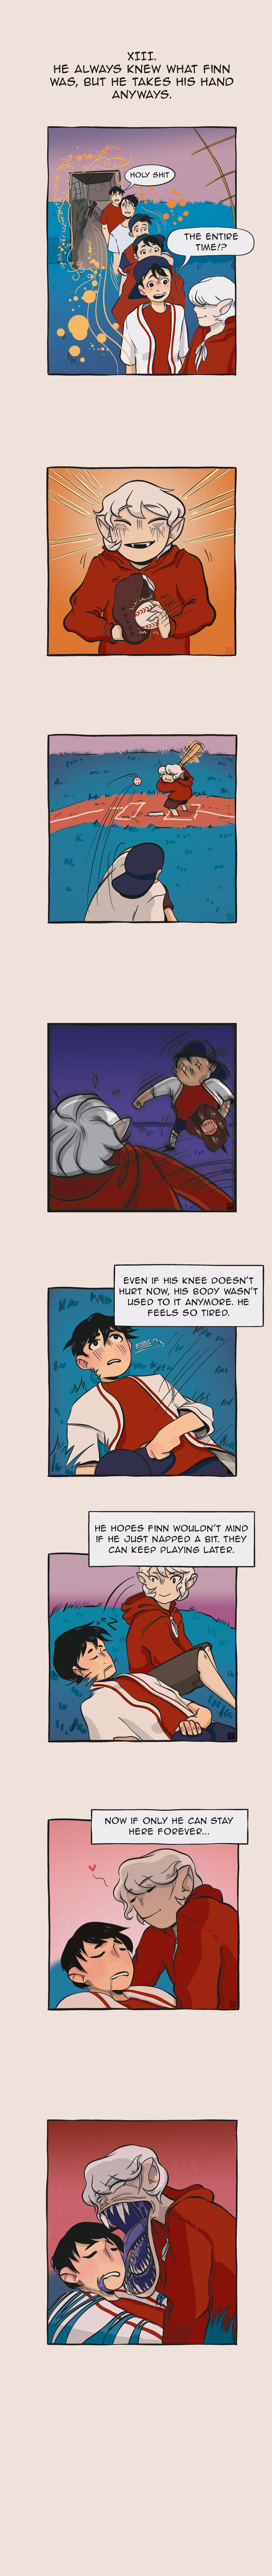 XIII.
HE ALWAYS KNEW WHAT FINN
WAS, BUT HE TAKES HIS HAND
ANYWAYS.
HOLY SHIT
THE ENTIRE
TIME!?
EVEN IF HIS KNEE DOESN'T
HURT NOW, HIS BODY WASN'T
USED TO IT ANYMORE. HE
FEELS SO TIRED.
HE HOPES FINN WOULDN'T MIND
IF HE JUST NAPPED A BIT. THEY
CAN KEEP PLAYING LATER.
ZZZ
NOW IF ONLY HE CAN STAY
HERE FOREVER...